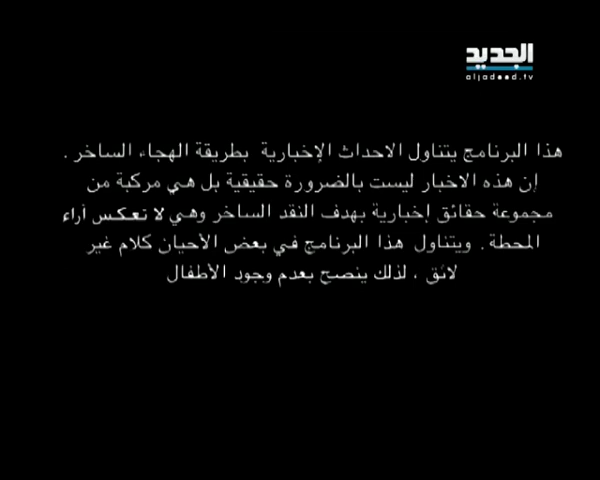 الجديد
aljadeed.tv
هذا البرنامج يتناول الاحداث الإخبارية بطريقة الهجاء الساخر .
إن هذه الاخبار ليست بالضرورة حقيقية بل هي مركبة من
مجموعة حقائق إخبارية بهدف النقد الساخر وهي لا تعكس آراء
المحطة . ويتناول هذا البرنامج في بعض الأحيان كلام غير
لائق ، لذلك ينصح بعدم وجود الأطفال